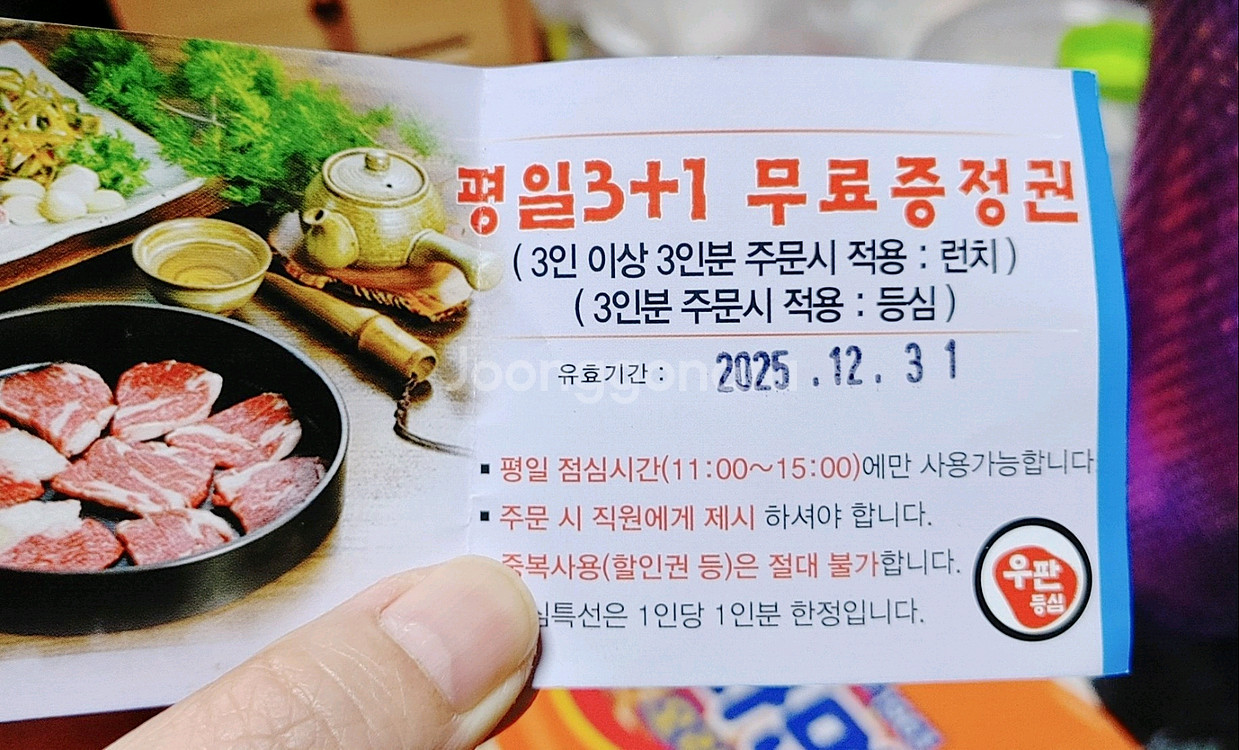 평일3+1 무료증정권
( 3인 이상 3인분 주문시 적용 : 런치 )
( 3인분 주문시 적용 : 등심 )
유효기간 : 2025 .12. 31
Joonggonara
▪ 평일 점심시간(11:00~15:00)에만 사용가능합니다.
▪ 주문 시 직원에게 제시 하셔야 합니다.
중복사용(할인권 등)은 절대 불가합니다.
심특선은 1인당 1인분 한정입니다.
우판
등심